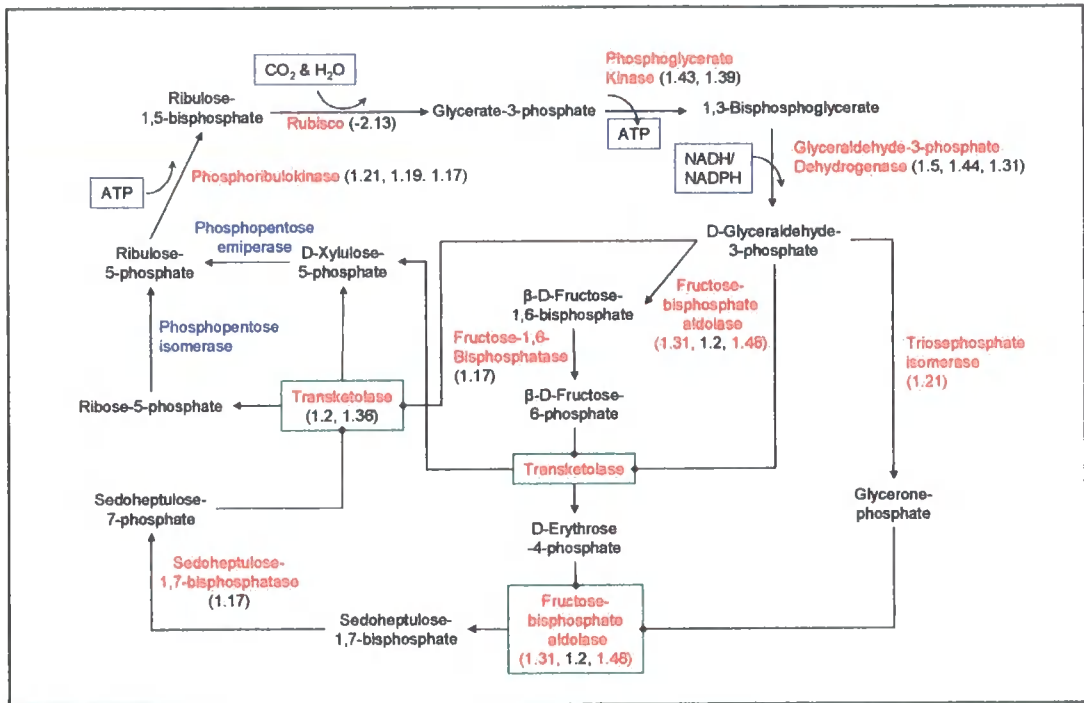 CO2 & H2O
Ribulose-
1,5-bisphosphate
Rubisco (-2.13)
Glycerate-3-phosphate
Phosphoglycerate
Kinase (1.43, 1.39)
ATP
1,3-Bisphosphoglycerate
NADH/
NADPH
Glyceraldehyde-3-phosphate
Dehydrogenase (1.5, 1.44, 1.31)
ATP
Phosphoribulokinase (1.21, 1.19. 1.17)
Phosphopentose
emiperase
Ribulose-
5-phosphate
D-Xylulose-
5-phosphate
D-Glyceraldehyde-
3-phosphate
β-D-Fructose-
1,6-bisphosphate
Fructose-
bisphosphate
aldolase
(1.31, 1.2, 1.46)
Phosphopentose
isomerase
Fructose-1,6-
Bisphosphatase
(1.17)
Triosephosphate
isomerase
(1.21)
Ribose-5-phosphate
Transketolase
(1.2, 1.36)
β-D-Fructose-
6-phosphate
Transketolase
Sedoheptulose-
7-phosphate
Glycerone-
phosphate
D-Erythrose
-4-phosphate
Sedoheptulose-
1,7-bisphosphatase
(1.17)
Sedoheptulose-
1,7-bisphosphate
Fructose-
bisphosphate
aldolase
(1.31, 1.2, 1.46)